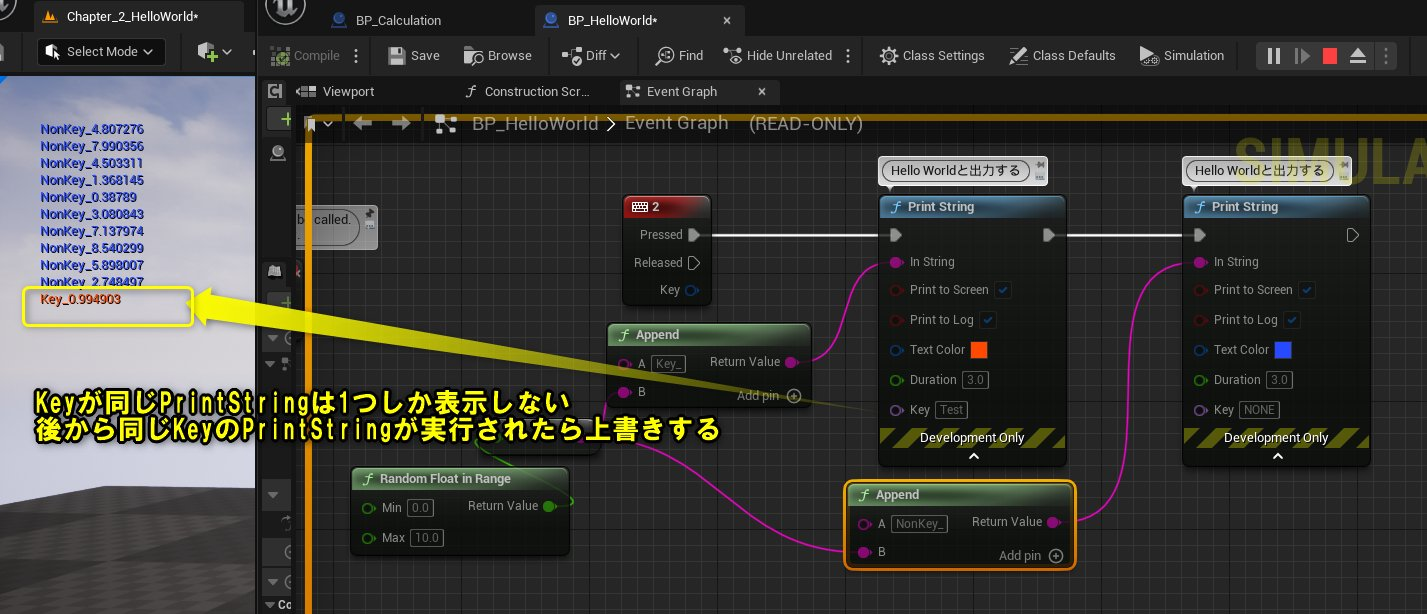 Chapter_2_HelloWorld*
BP_Calculation
BP_HelloWorld*
Select Mode
Compile
Save
Browse
Diff
Find
Hide Unrelated
Class Settings
Class Defaults
Simulation
Viewport
Construction Scr...
Event Graph
BP_HelloWorld
Event Graph
(READ-ONLY)
SIMULA
NonKey_4.807276
NonKey_7.990356
NonKey_4.503311
NonKey_1.368145
NonKey_0.38789
NonKey_3.080843
NonKey_7.137974
NonKey_8.540299
NonKey_5.898007
NonKey_2.748497
Key_0.994903
be called.
2
Pressed
Released
Key
Hello Worldと出力する
Print String
In String
Print to Screen
Print to Log
Text Color
Duration 3.0
Key Test
Development Only
Hello Worldと出力する
Print String
In String
Print to Screen
Print to Log
Text Color
Duration 3.0
Key NONE
Development Only
Append
A Key_ Return Value
B
Add pin
Keyが同じPrintStringは1つしか表示しない
後から同じKeyのPrintStringが実行されたら上書きする
Random Float in Range
Min 0.0 Return Value
Max 10.0
Append
A NonKey_ Return Value
B
Add pin
Co